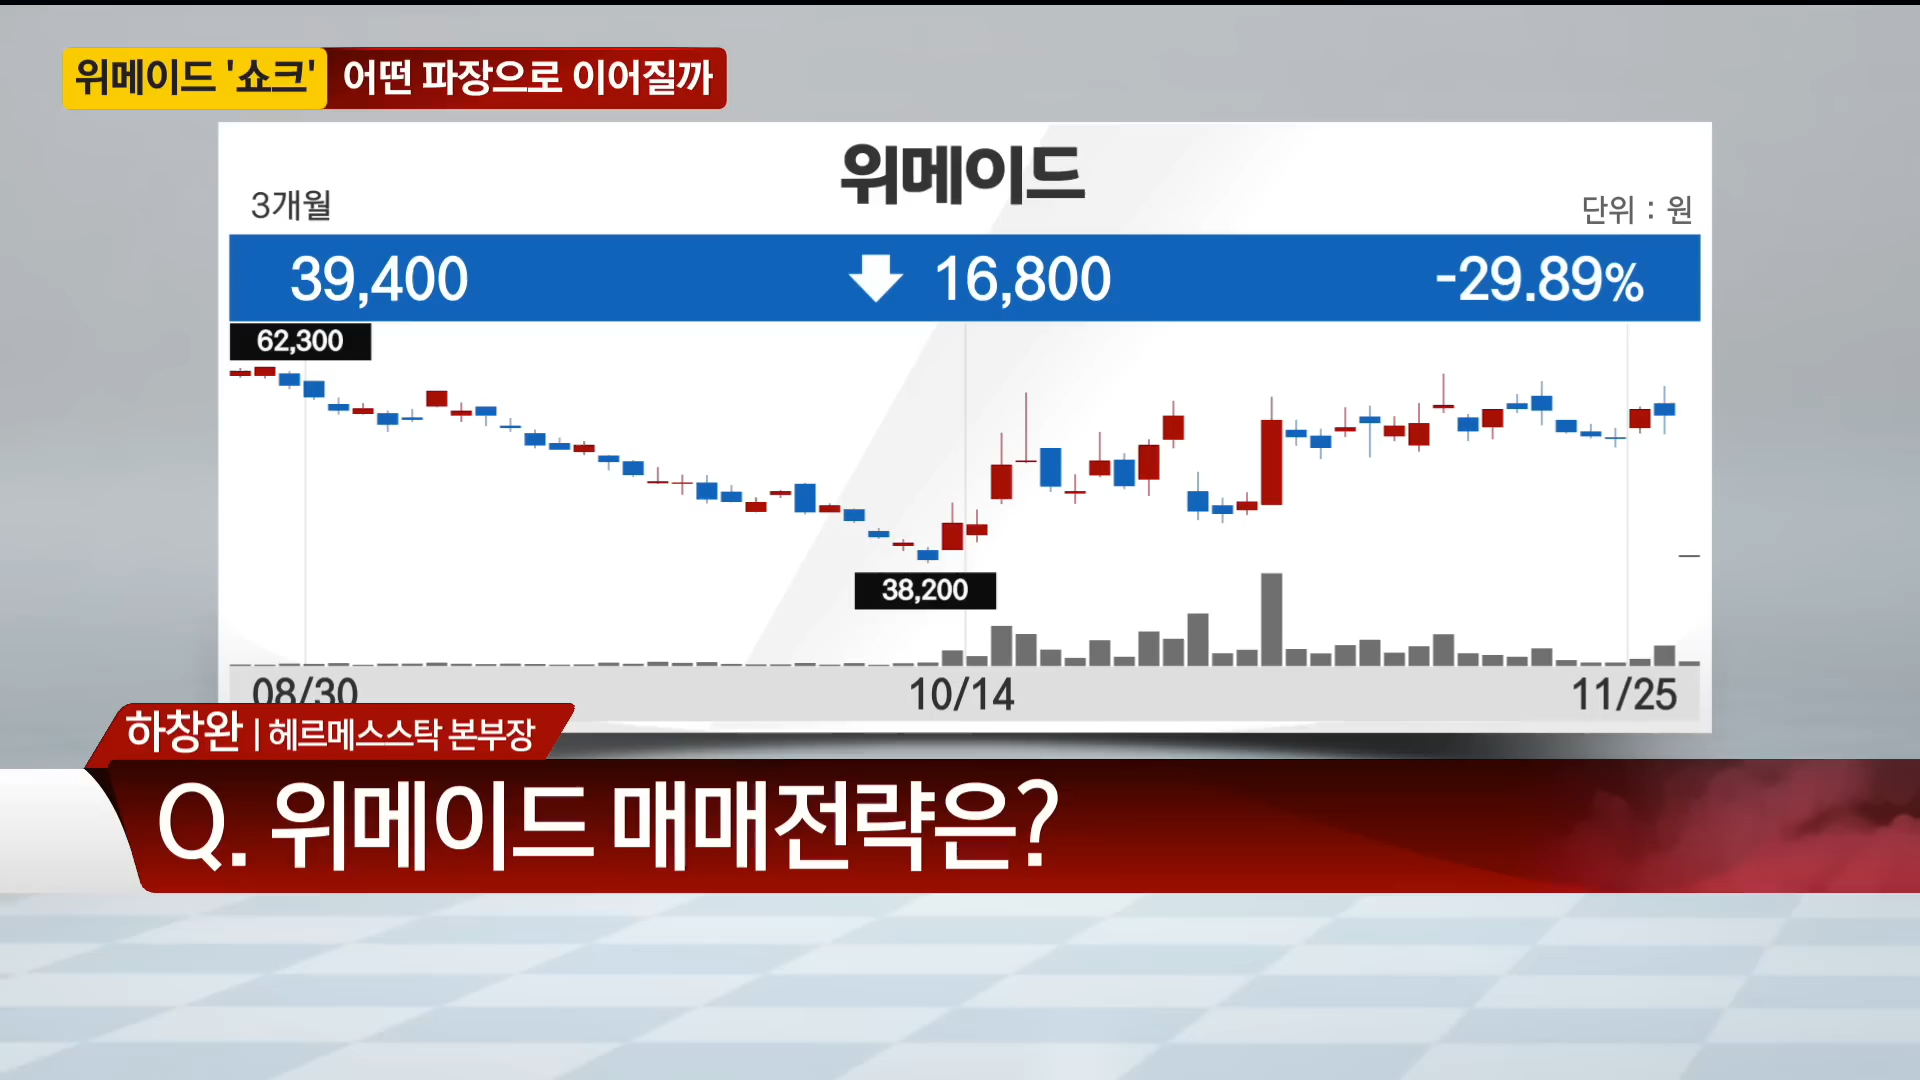 위메이드 '쇼크' 어떤 파장으로 이어질까
위메이드
3개월
단위 : 원
39,400 16,800 -29.89%
62,300
38,200
08/30 10/14 11/25
하창완 | 헤르메스스탁 본부장
Q. 위메이드 매매전략은?